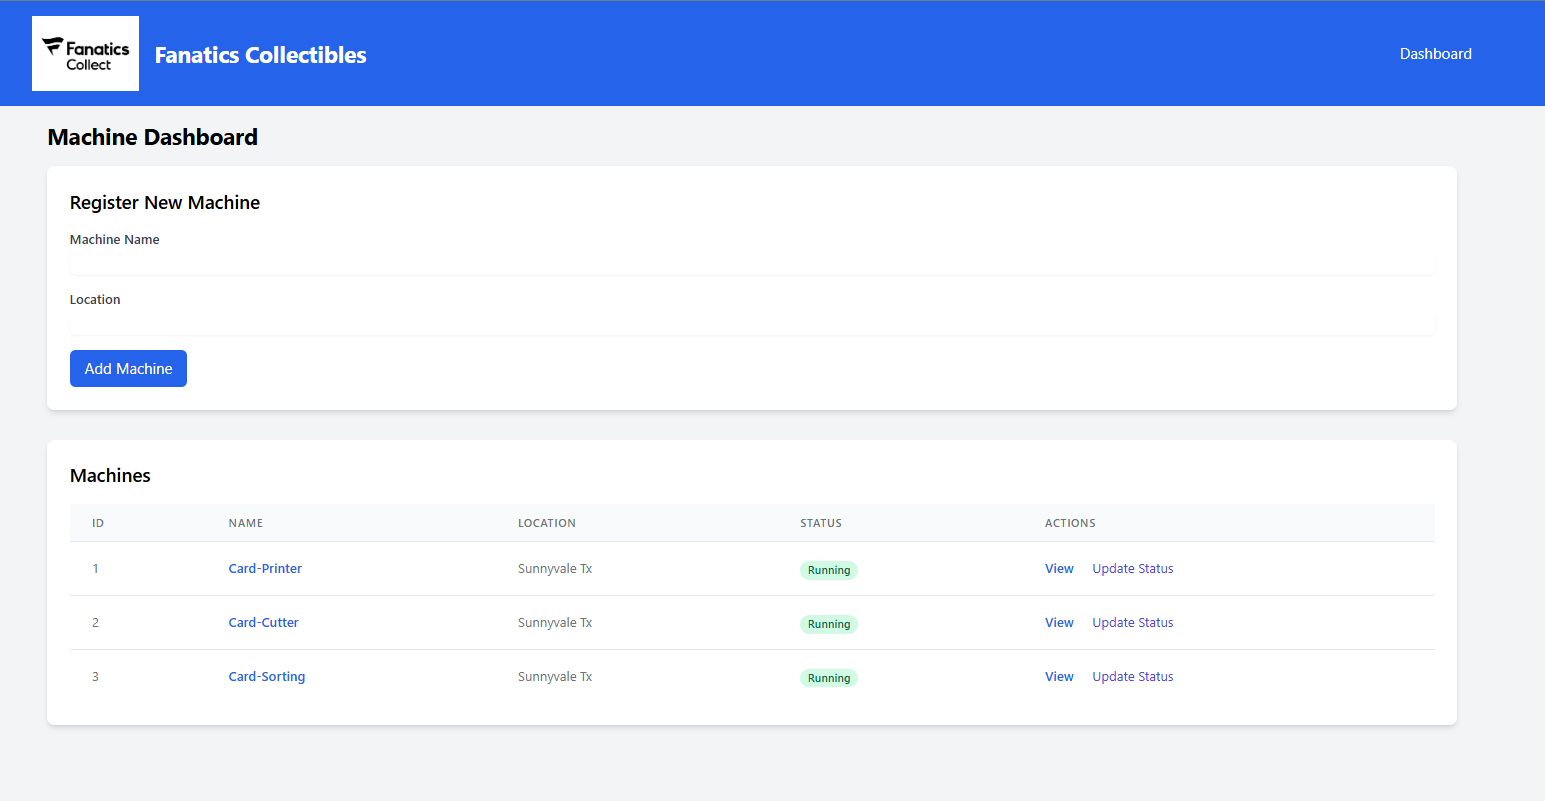 Fanatics
Collect
Fanatics Collectibles
Dashboard
Machine Dashboard
Register New Machine
Machine Name
Location
Add Machine
Machines
ID NAME LOCATION STATUS ACTIONS
1 Card-Printer Sunnyvale Tx Running View Update Status
2 Card-Cutter Sunnyvale Tx Running View Update Status
3 Card-Sorting Sunnyvale Tx Running View Update Status